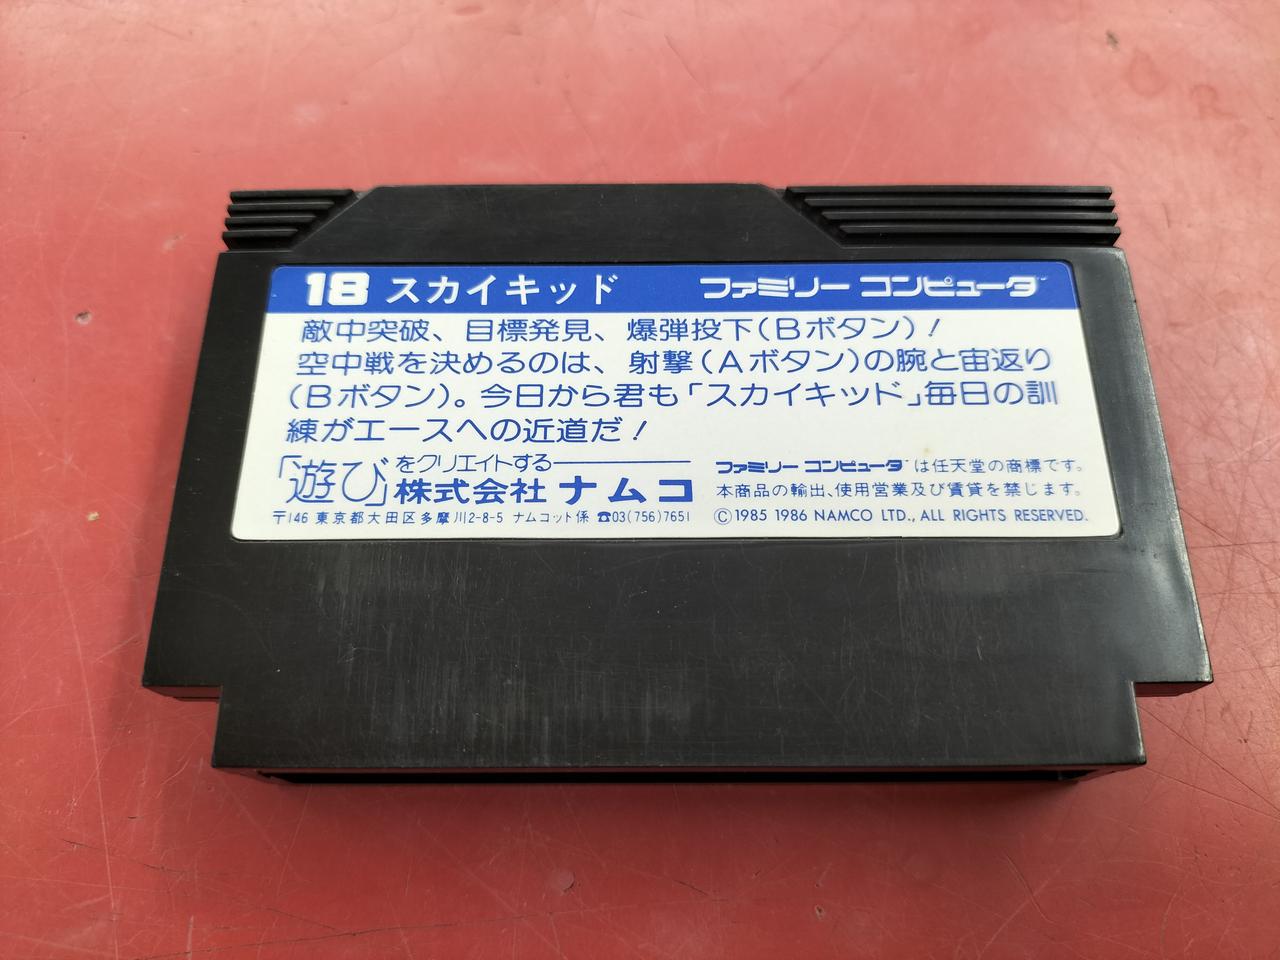 18 スカイキッド ファミリー コンピュータ™
敵中突破、目標発見、爆弾投下(Bボタン)!
空中戦を決めるのは、射撃(Aボタン)の腕と宙返り
(Bボタン)。今日から君も「スカイキッド」毎日の訓
練がエースへの近道だ!
「遊び」をクリエイトする──
株式会社 ナムコ
〒146 東京都大田区多摩川2-8-5 ナムコット係 ☎03(756)7651
ファミリー コンピュータ™は任天堂の商標です。
本商品の輸出、使用営業及び賃貸を禁じます。
©1985 1986 NAMCO LTD., ALL RIGHTS RESERVED.